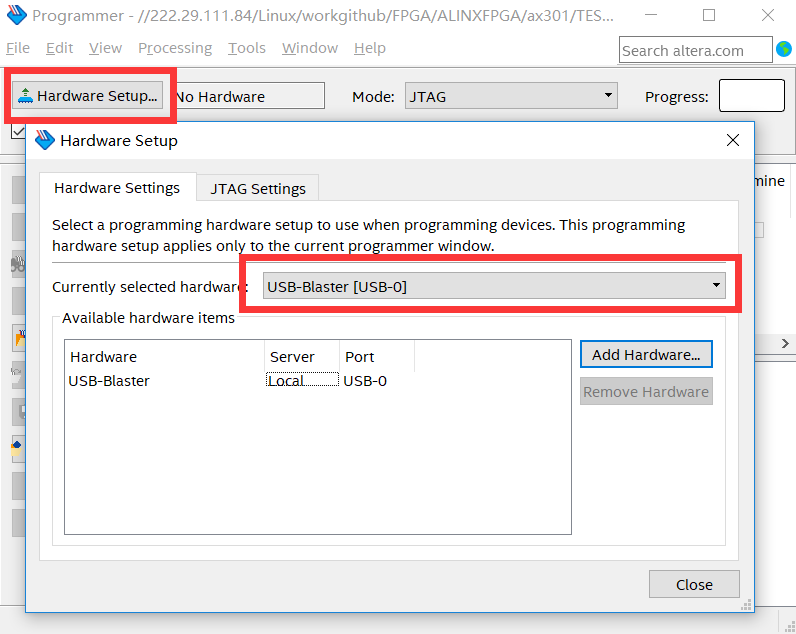 Programmer - //222.29.111.84/Linux/workgithub/FPGA/ALINXFPGA/ax301/TES...
File Edit View Processing Tools Window Help
Search altera.com
Hardware Setup... No Hardware Mode: JTAG Progress:
Hardware Setup
Hardware Settings JTAG Settings
Select a programming hardware setup to use when programming devices. This programming
hardware setup applies only to the current programmer window.
Currently selected hardware: USB-Blaster [USB-0]
Available hardware items
Hardware Server Port
USB-Blaster Local USB-0
Add Hardware...
Remove Hardware
Close